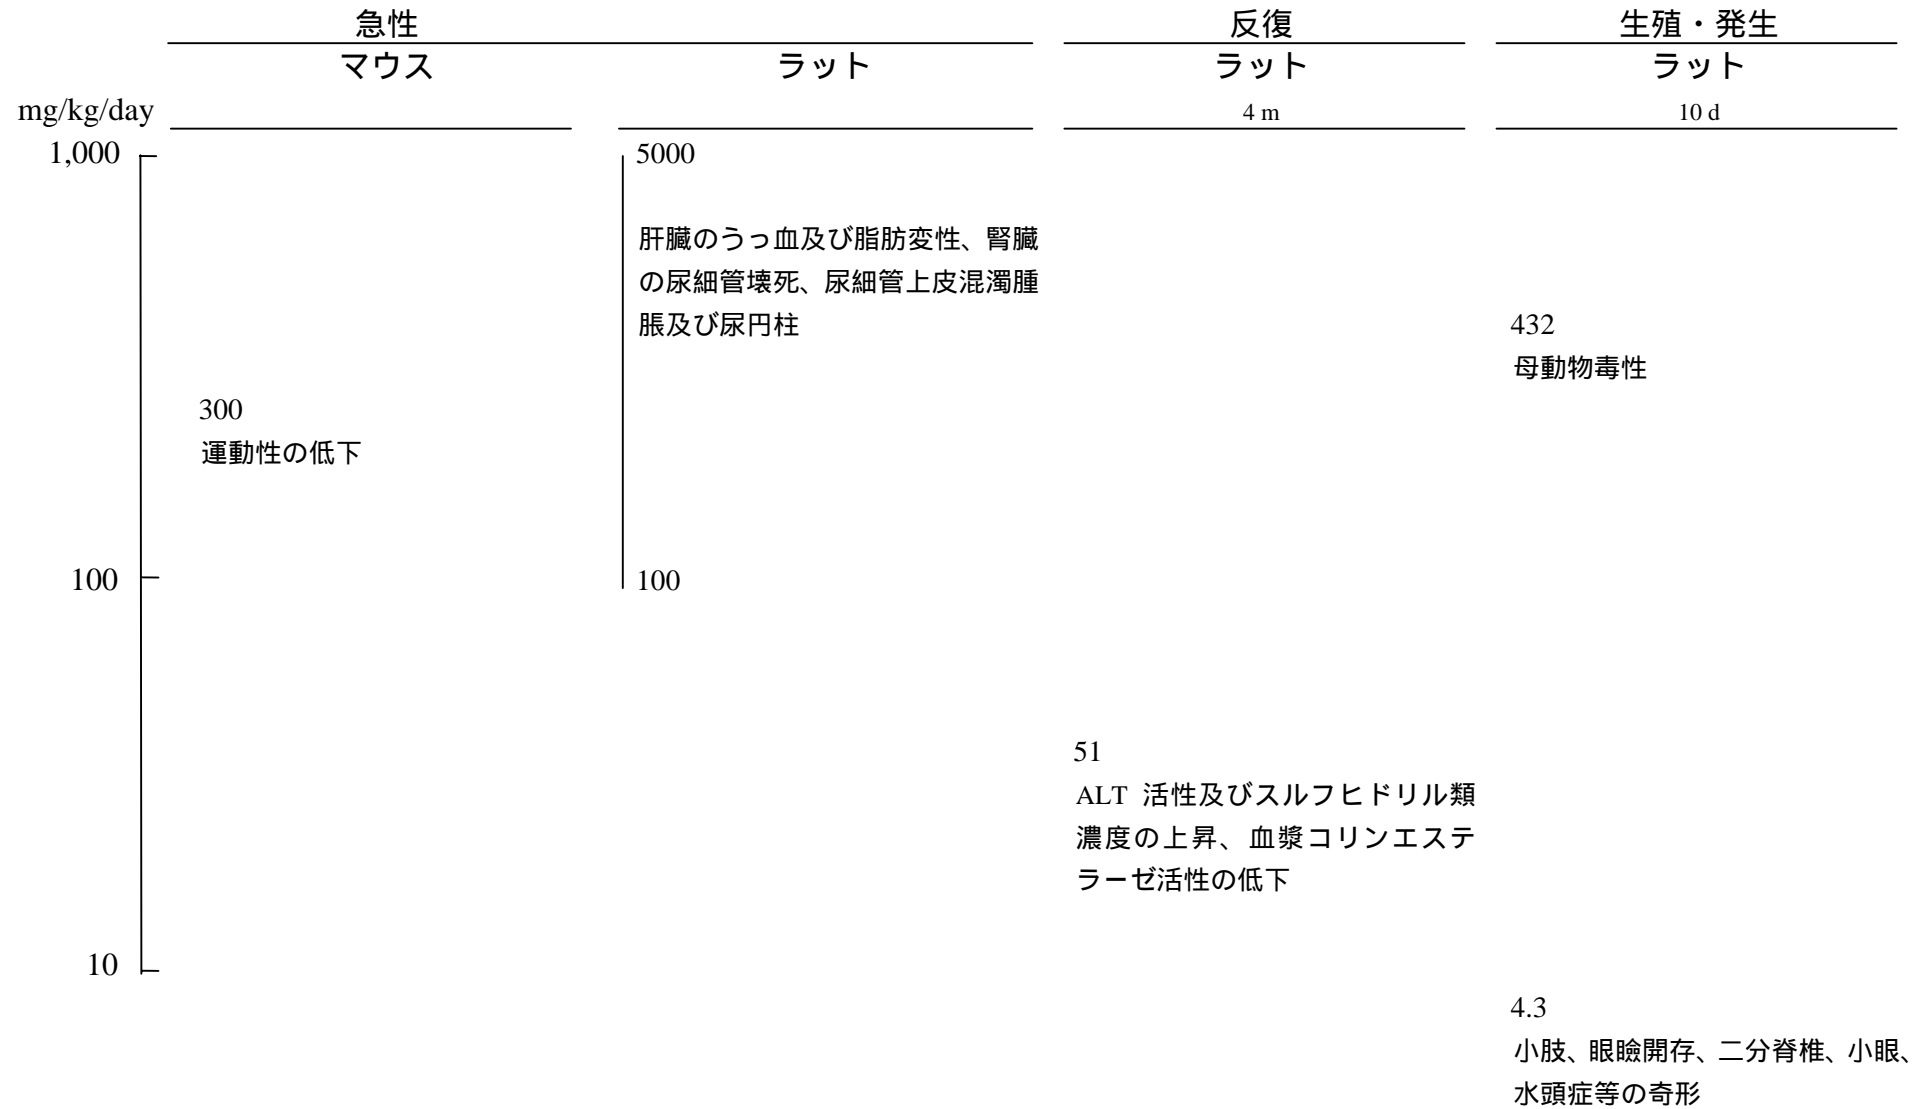 急性
反復
生殖・発生
マウス
ラット
ラット
ラット
mg/kg/day
4 m
10 d
1,000
5000
肝臓のうっ血及び脂肪変性、腎臓
の尿細管壊死、尿細管上皮混濁腫
脹及び尿円柱
432
母動物毒性
300
運動性の低下
100
100
51
ALT 活性及びスルフヒドリル類
濃度の上昇、血漿コリンエステ
ラーゼ活性の低下
10
4.3
小肢、眼瞼開存、二分脊椎、小眼、
水頭症等の奇形